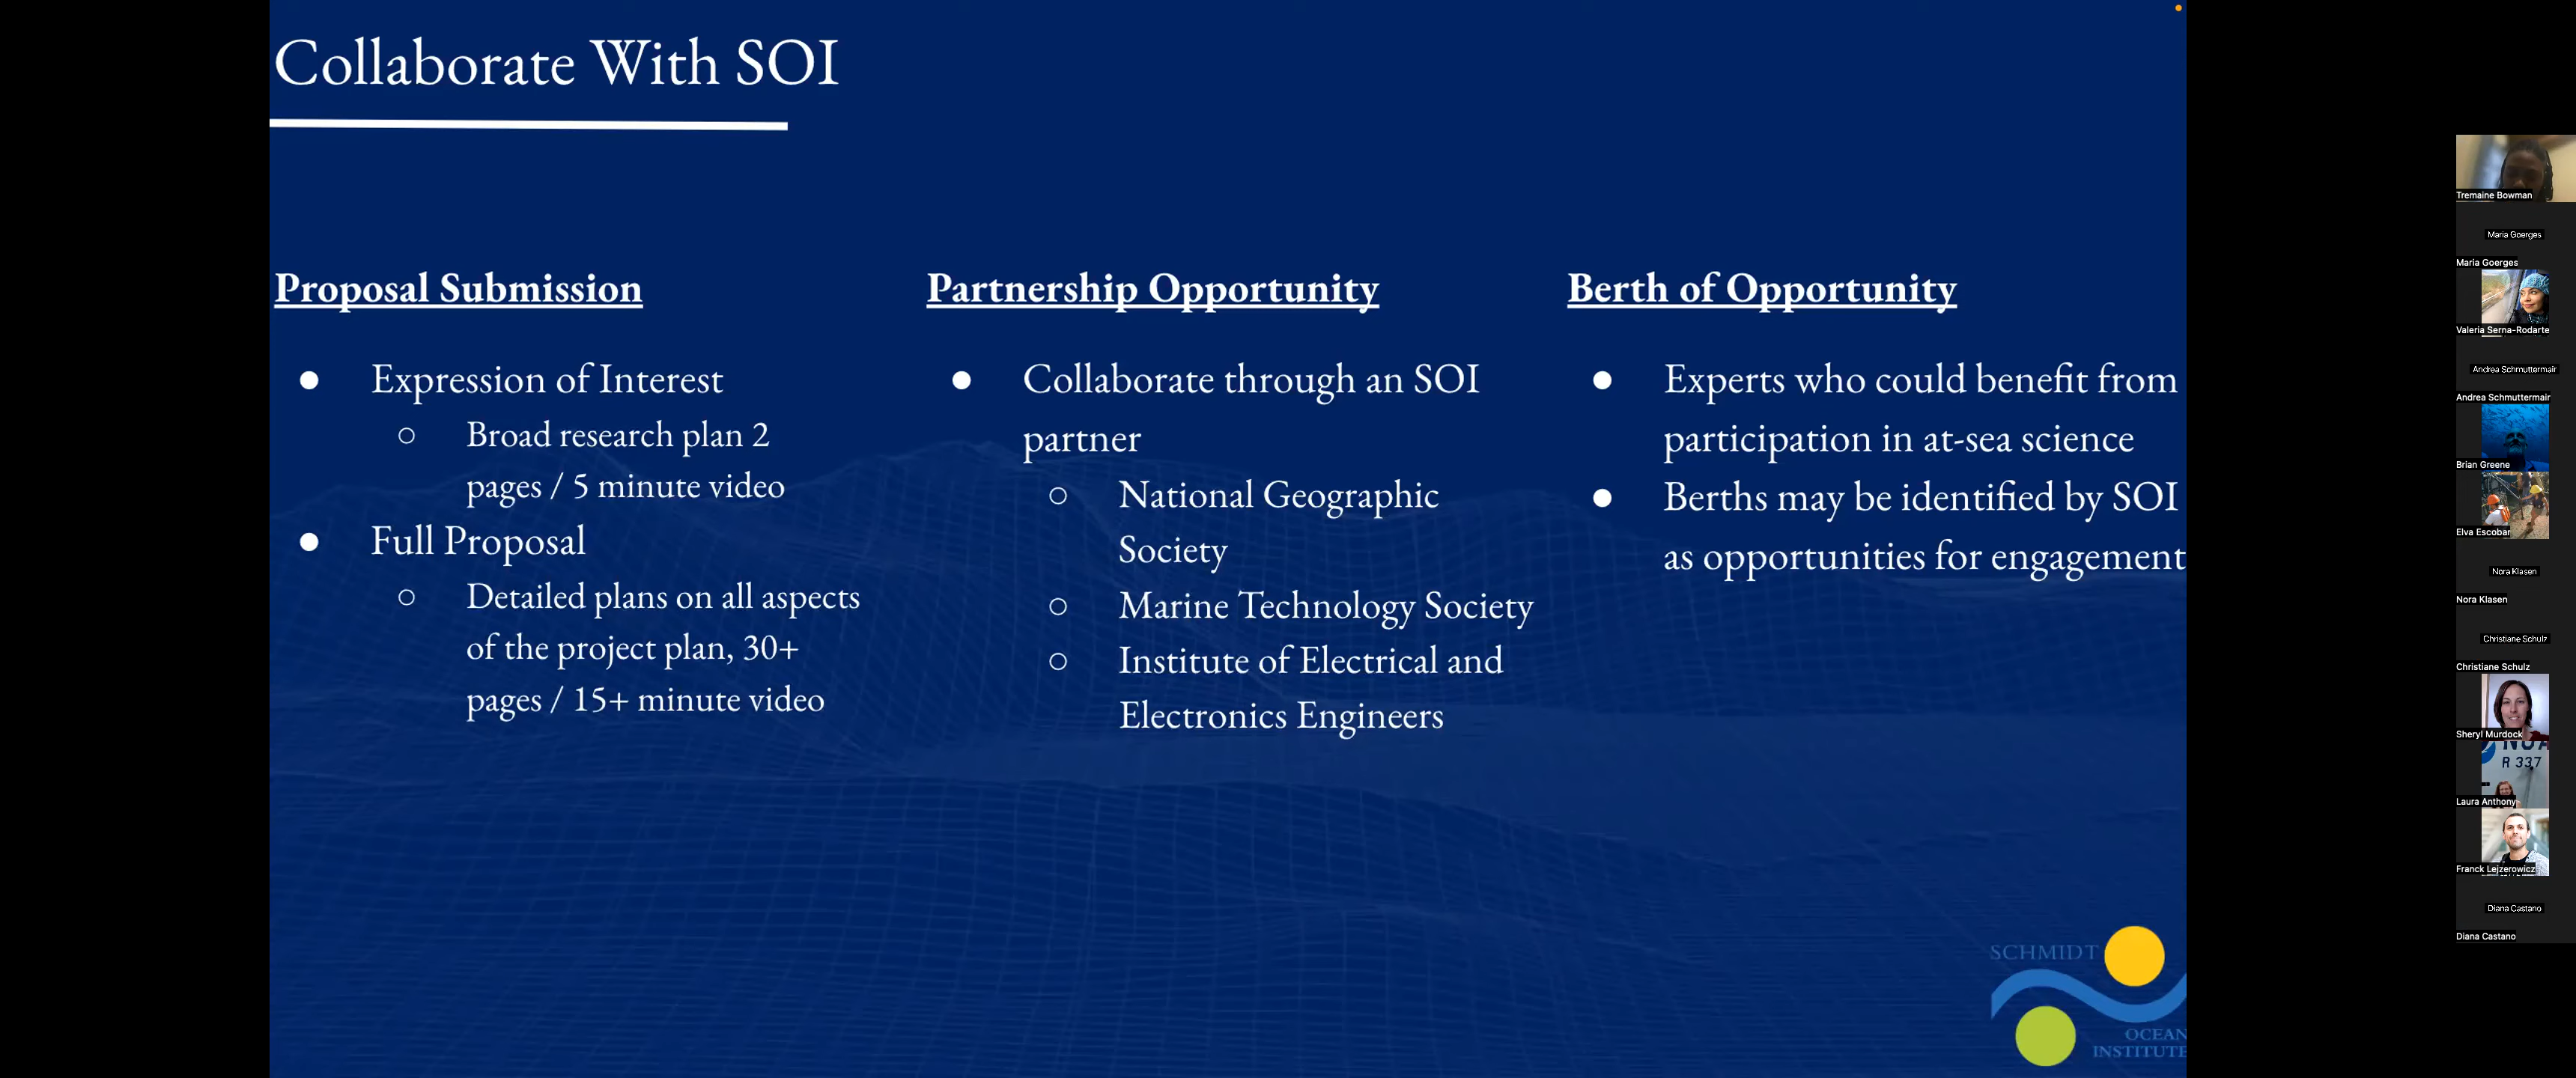 Collaborate With SOI
Proposal Submission
● Expression of Interest
○ Broad research plan 2
pages / 5 minute video
● Full Proposal
○ Detailed plans on all aspects
of the project plan, 30+
pages / 15+ minute video
Partnership Opportunity
● Collaborate through an SOI
partner
○ National Geographic
Society
○ Marine Technology Society
○ Institute of Electrical and
Electronics Engineers
Berth of Opportunity
● Experts who could benefit from
participation in at-sea science
● Berths may be identified by SOI
as opportunities for engagement
SCHMIDT
OCEAN
INSTITUTE
Tremaine Bowman
Maria Goerges
Maria Goerges
Valeria Serna-Rodarte
Andrea Schmuttermair
Andrea Schmuttermair
Brian Greene
Elva Escobar
Nora Klasen
Nora Klasen
Christiane Schulz
Christiane Schulz
Sheryl Murdock
R 337
Laura Anthony
Franck Lejzerowicz
Diana Castano
Diana Castano